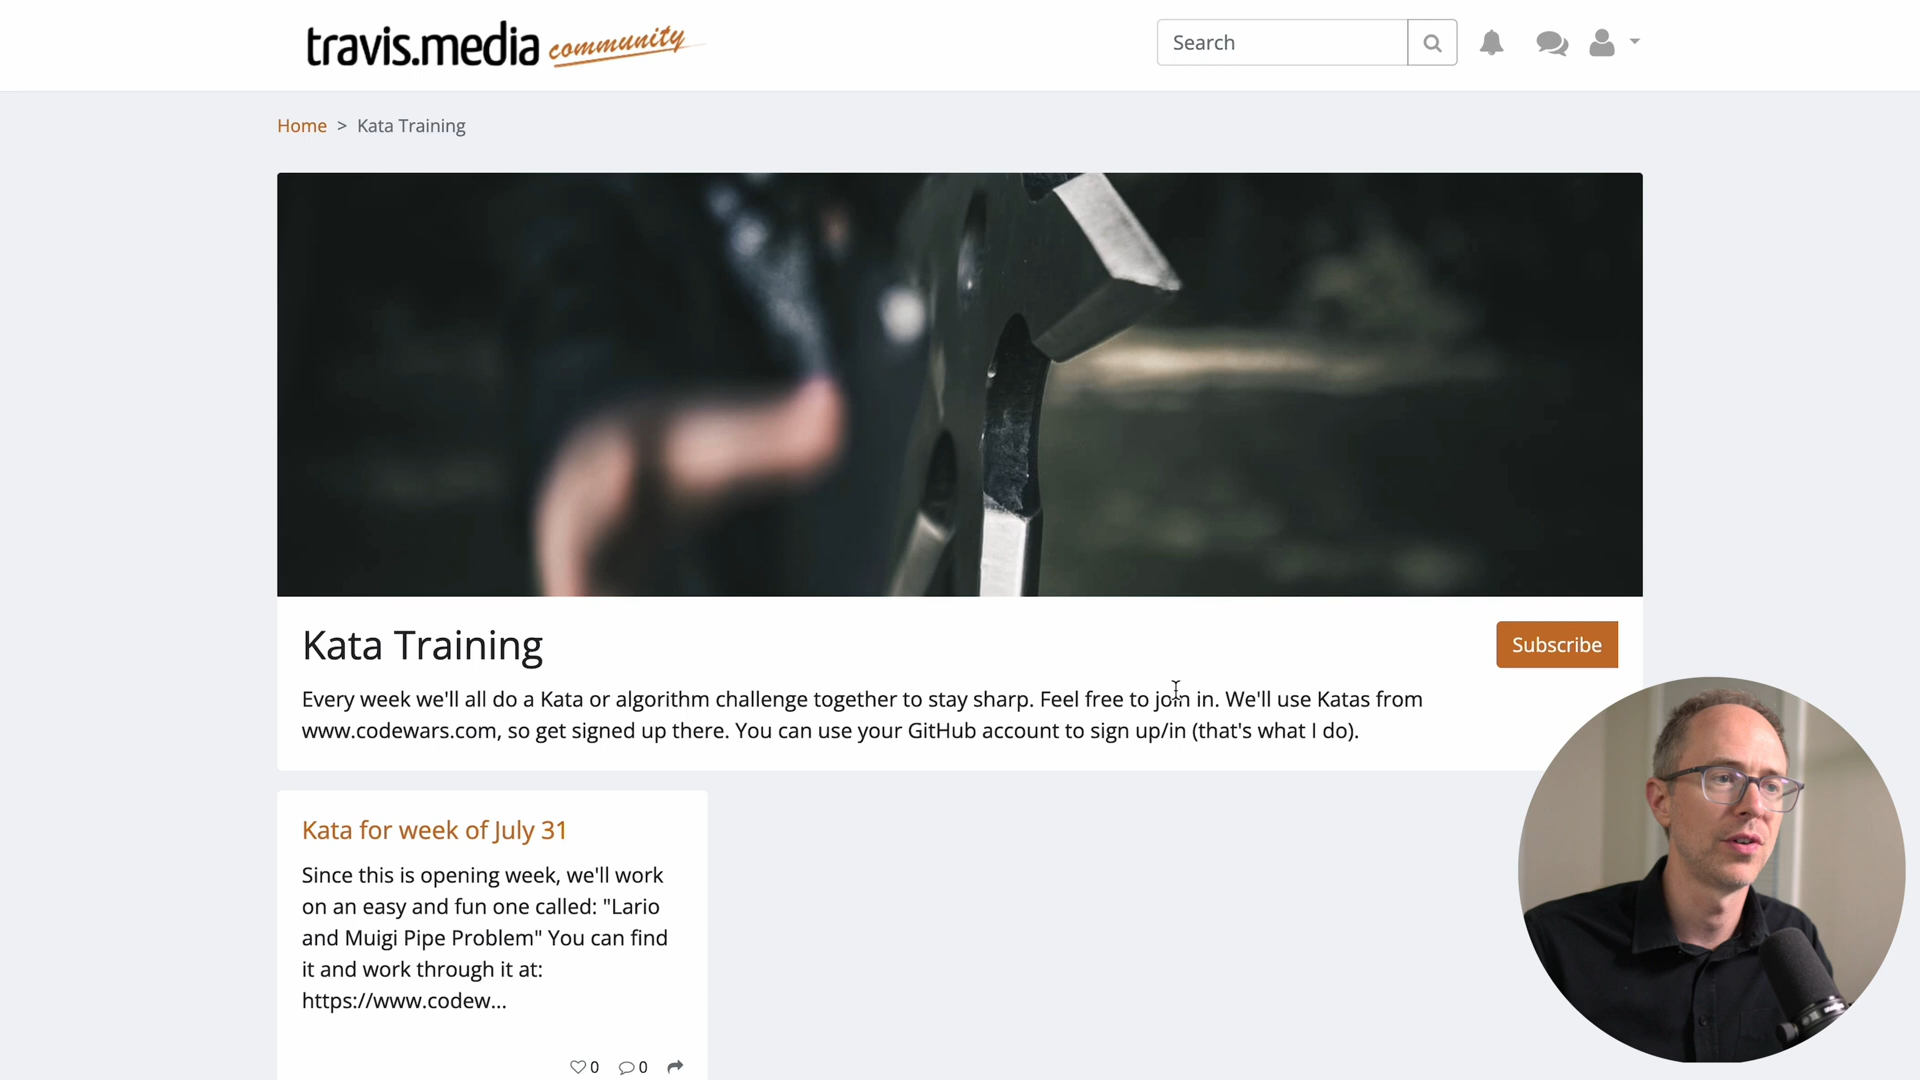 travis.media community
Search
Home > Kata Training
Kata Training
Subscribe
Every week we'll all do a Kata or algorithm challenge together to stay sharp. Feel free to join in. We'll use Katas from
www.codewars.com, so get signed up there. You can use your GitHub account to sign up/in (that's what I do).
Kata for week of July 31
Since this is opening week, we'll work
on an easy and fun one called: "Lario
and Muigi Pipe Problem" You can find
it and work through it at:
https://www.codew...
0 0